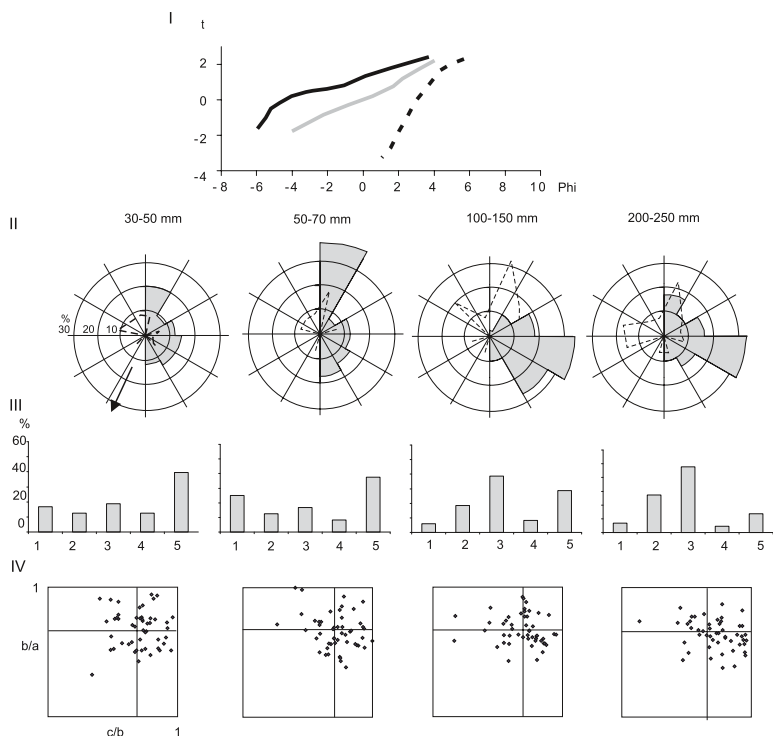 I t
2
0
-2
-4
-8 -6 -4 -2 0 2 4 6 8 10 Phi
II 30-50 mm 50-70 mm 100-150 mm 200-250 mm
%
30 20 10
III
%
60
40
20
0
1 2 3 4 5 1 2 3 4 5 1 2 3 4 5 1 2 3 4 5
IV
1
b/a
c/b 1